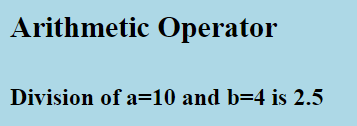 Arithmetic Operator
Division of a=10 and b=4 is 2.5